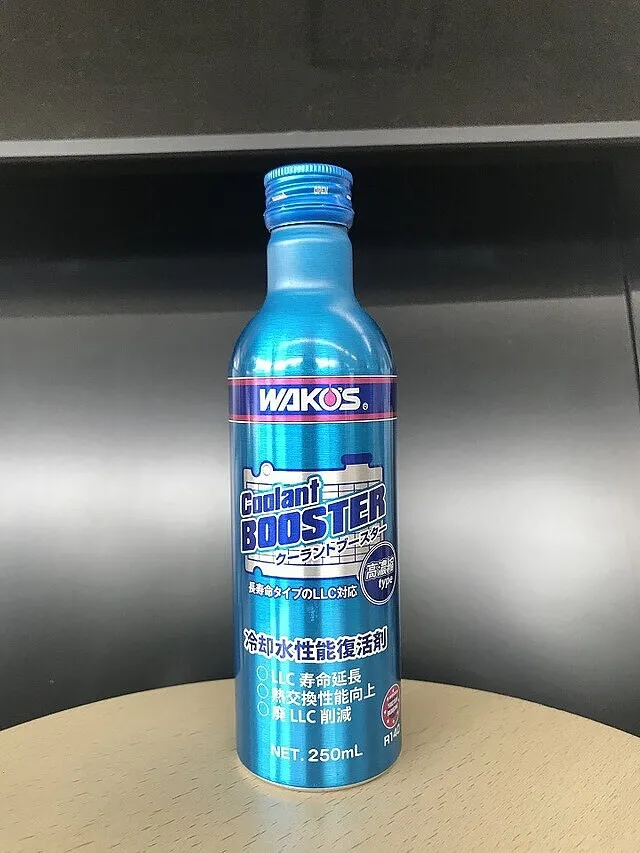 OPEN
WAKO'S®
Coolant
BOOSTER
クーラントブースター
高濃縮
type
長寿命タイプのLLC対応
冷却水性能復活剤
○LLC 寿命延長
○熱交換性能向上
○廃 LLC 削減
R140
NET. 250mL